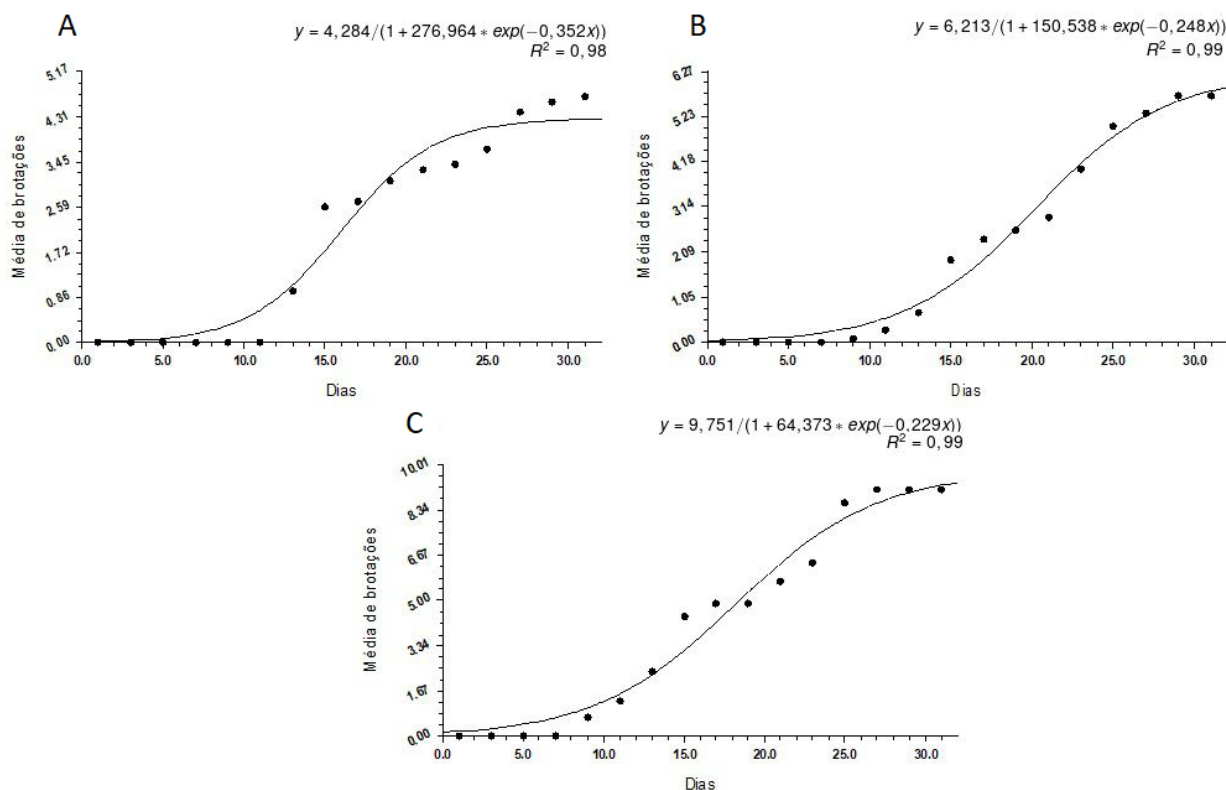 A
y = 4,284/(1 + 276,964 * exp(−0,352x))
R² = 0,98
5.17
4.31
3.45
2.59
1.72
0.86
0.00
Média de brotações
0.0 5.0 10.0 15.0 20.0 25.0 30.0
Dias
B
y = 6,213/(1 + 150,538 * exp(−0,248x))
R² = 0,99
6.27
5.23
4.18
3.14
2.09
1.05
0.00
Média de brotações
0.0 5.0 10.0 15.0 20.0 25.0 30.0
Dias
C
y = 9,751/(1 + 64,373 * exp(−0,229x))
R² = 0,99
10.01
8.34
6.67
5.00
3.34
1.67
0.00
Média de brotações
0.0 5.0 10.0 15.0 20.0 25.0 30.0
Dias